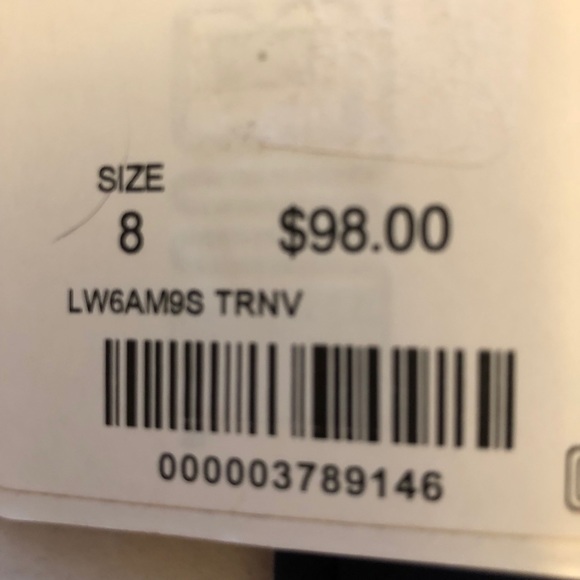 SIZE
8 $98.00
LW6AM9S TRNV
000003789146